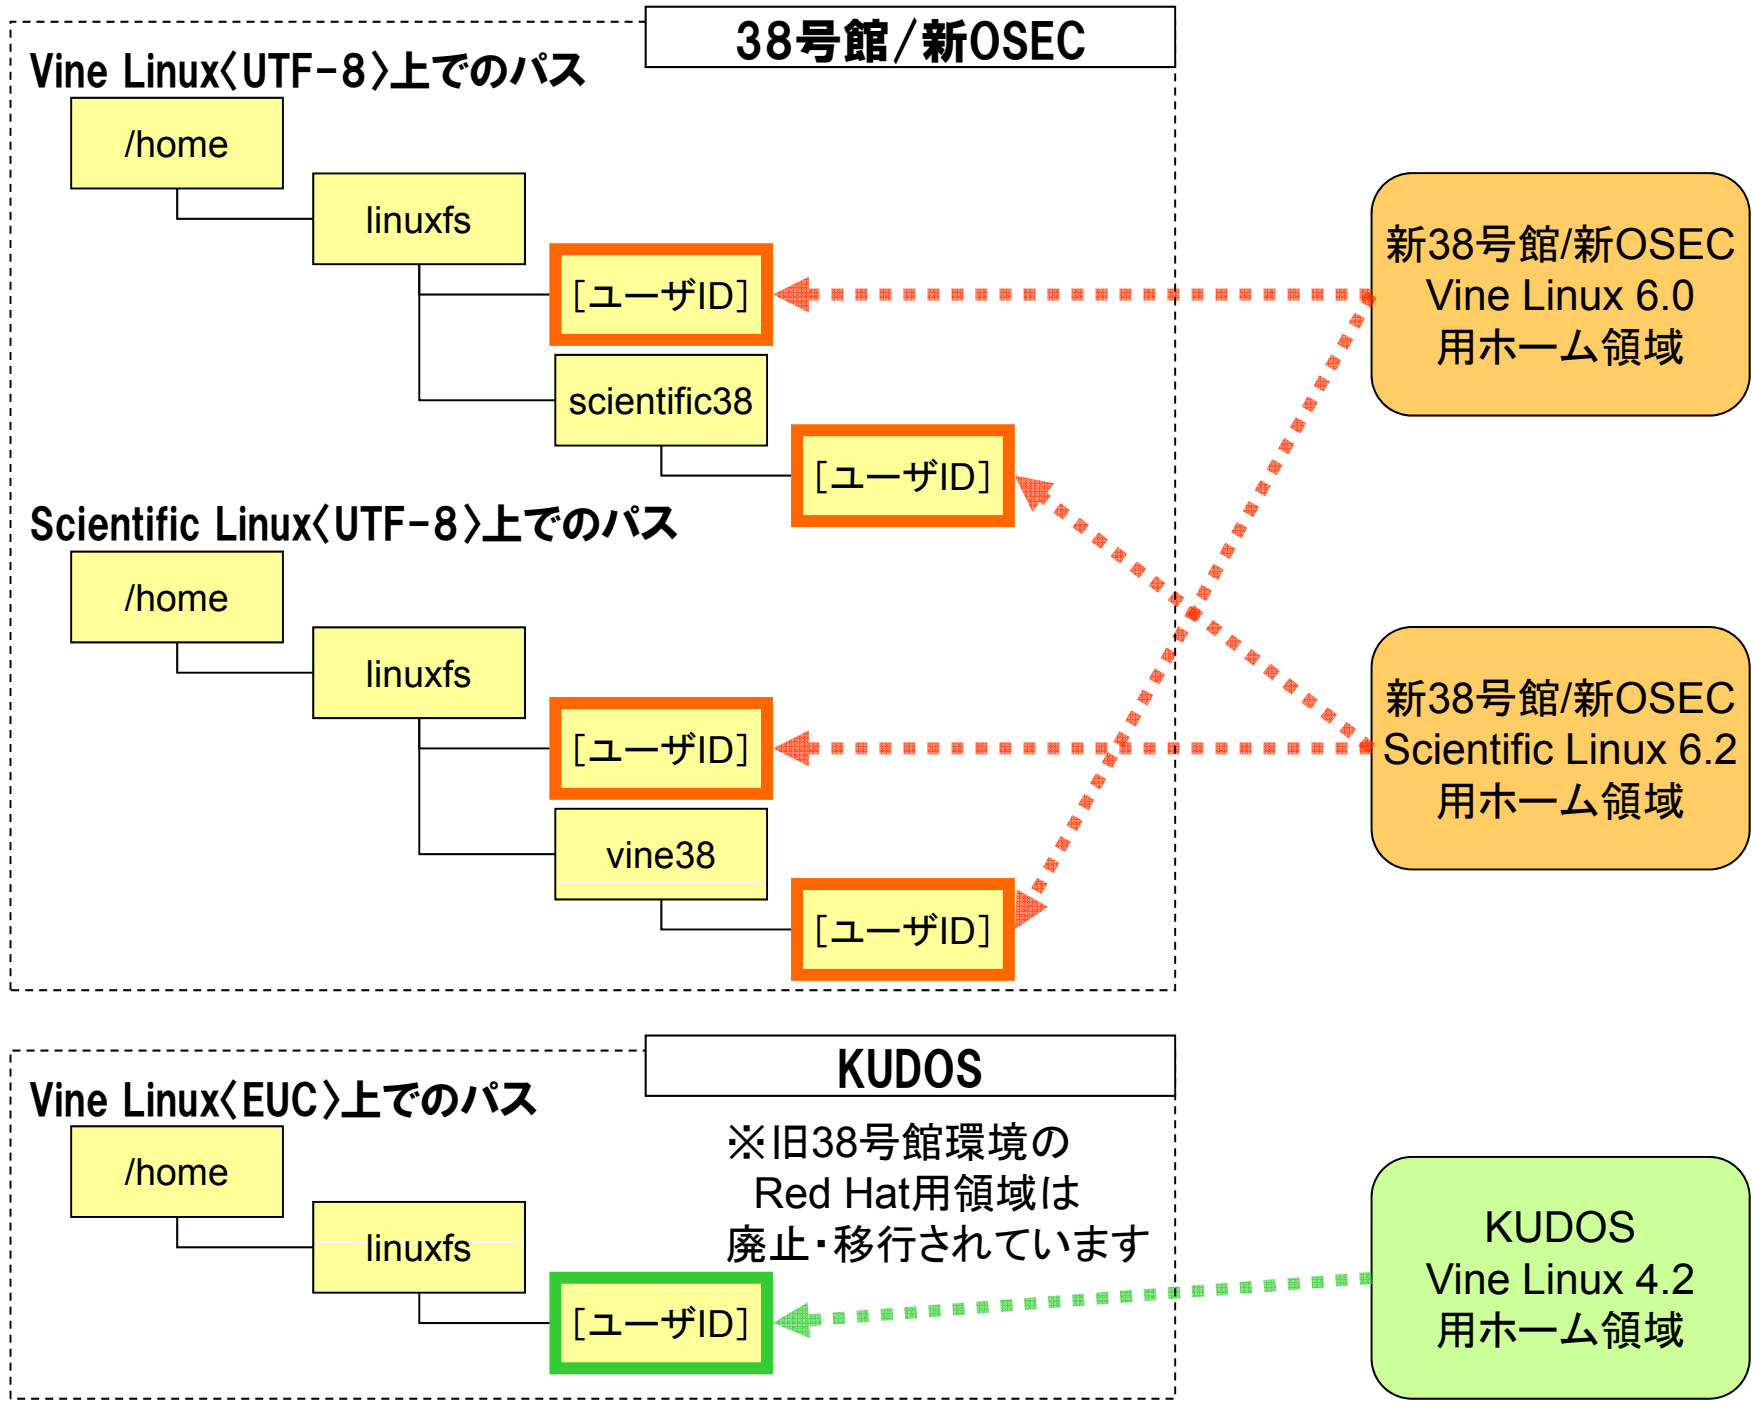 38号館/新OSEC
Vine Linux〈UTF-8〉上でのパス
/home
linuxfs
[ユーザID]
scientific38
[ユーザID]
Scientific Linux〈UTF-8〉上でのパス
/home
linuxfs
[ユーザID]
vine38
[ユーザID]
新38号館/新OSEC
Vine Linux 6.0
用ホーム領域
新38号館/新OSEC
Scientific Linux 6.2
用ホーム領域
KUDOS
Vine Linux〈EUC〉上でのパス
/home
linuxfs
[ユーザID]
※旧38号館環境の
Red Hat用領域は
廃止・移行されています
KUDOS
Vine Linux 4.2
用ホーム領域